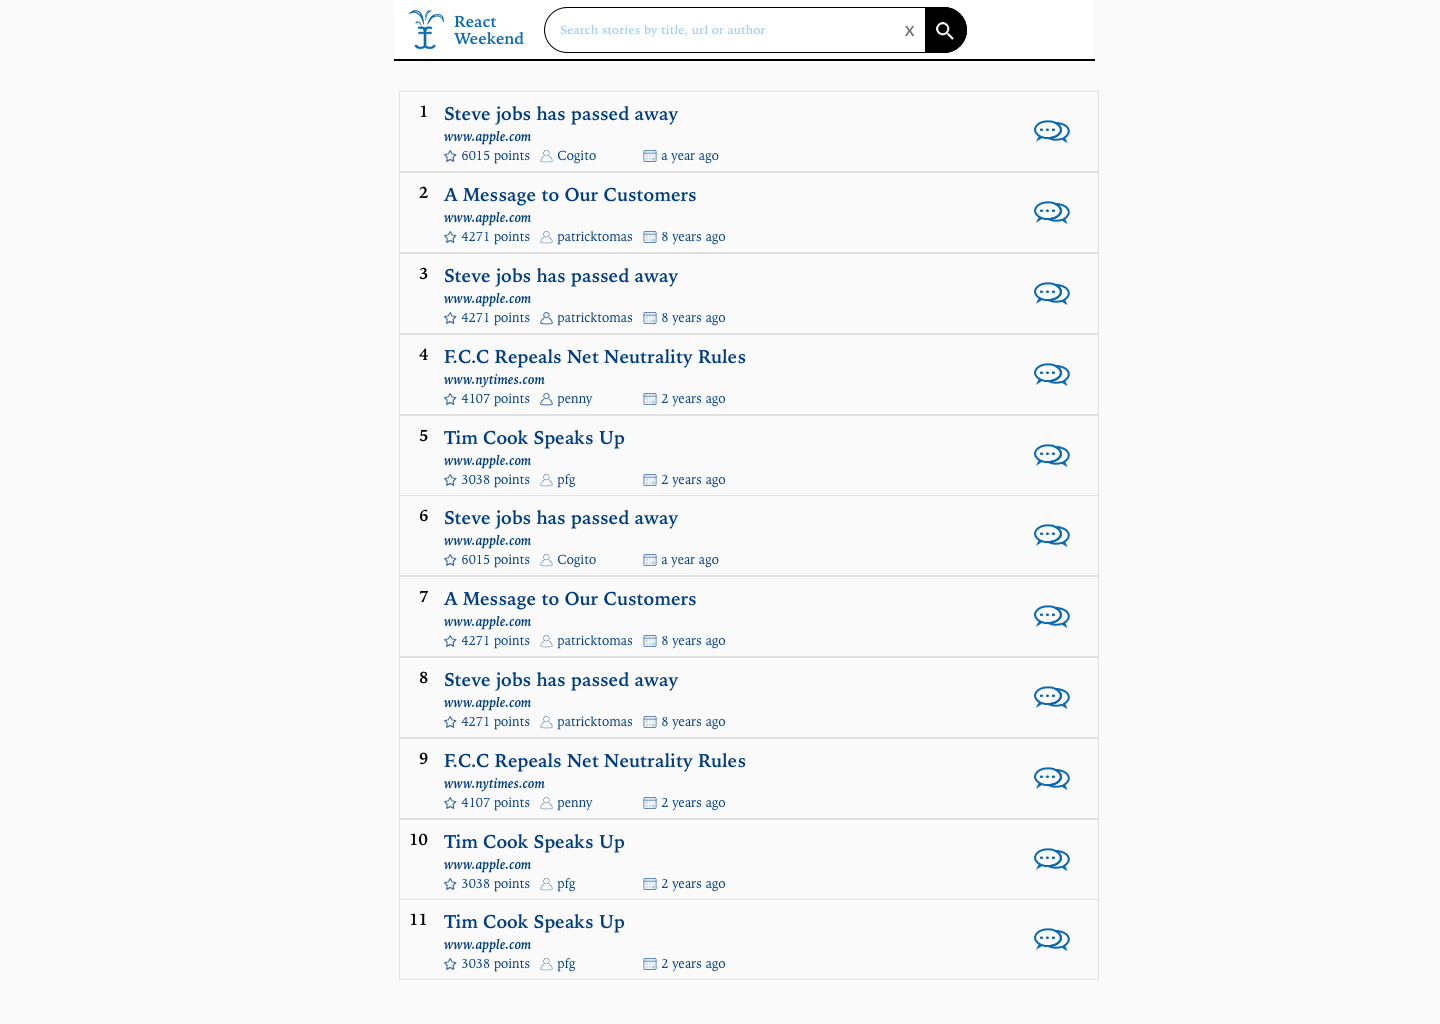 React
Weekend
Search stories by title, url or author
X
1
Steve jobs has passed away
www.apple.com
6015 points Cogito a year ago
2
A Message to Our Customers
www.apple.com
4271 points patricktomas 8 years ago
3
Steve jobs has passed away
www.apple.com
4271 points patricktomas 8 years ago
4
F.C.C Repeals Net Neutrality Rules
www.nytimes.com
4107 points penny 2 years ago
5
Tim Cook Speaks Up
www.apple.com
3038 points pfg 2 years ago
6
Steve jobs has passed away
www.apple.com
6015 points Cogito a year ago
7
A Message to Our Customers
www.apple.com
4271 points patricktomas 8 years ago
8
Steve jobs has passed away
www.apple.com
4271 points patricktomas 8 years ago
9
F.C.C Repeals Net Neutrality Rules
www.nytimes.com
4107 points penny 2 years ago
10
Tim Cook Speaks Up
www.apple.com
3038 points pfg 2 years ago
11
Tim Cook Speaks Up
www.apple.com
3038 points pfg 2 years ago